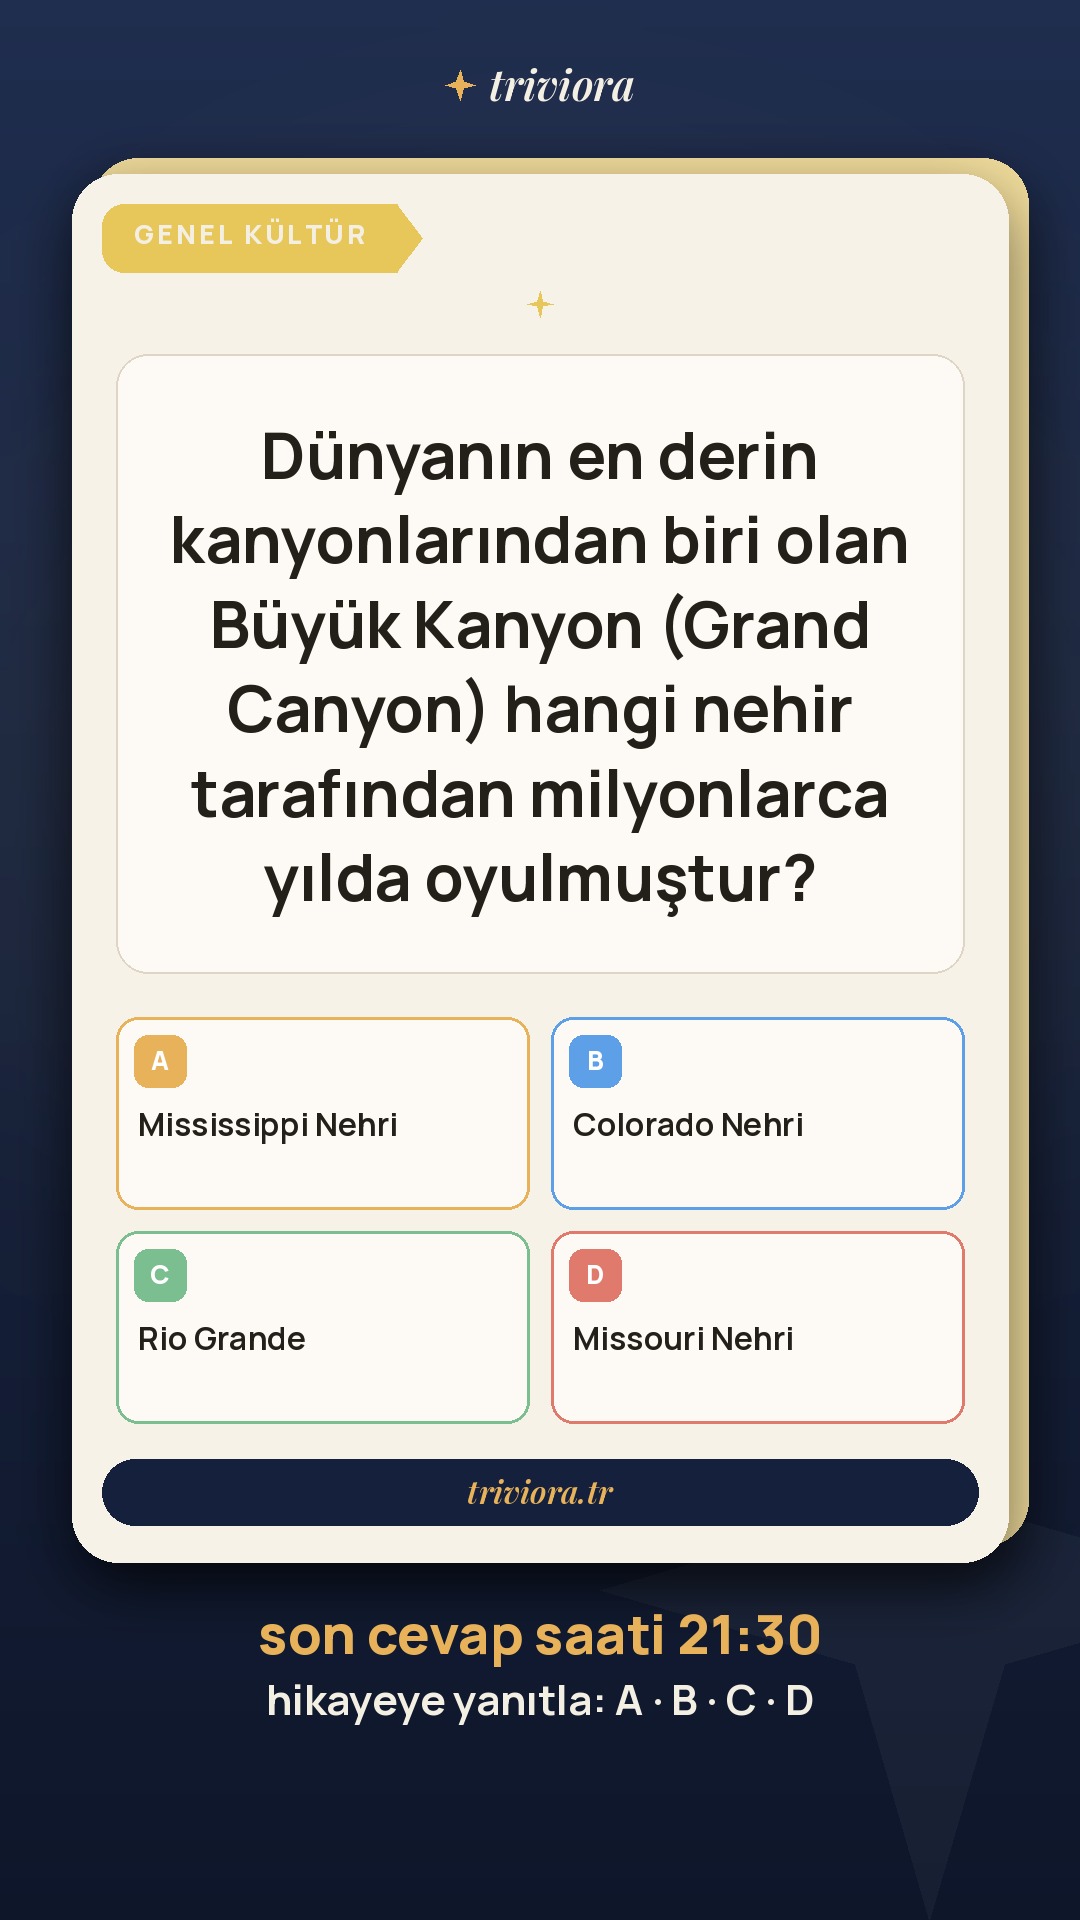 triviora
GENEL KÜLTÜR
Dünyanın en derin
kanyonlarından biri olan
Büyük Kanyon (Grand
Canyon) hangi nehir
tarafından milyonlarca
yılda oyulmuştur?
A
Mississippi Nehri
B
Colorado Nehri
C
Rio Grande
D
Missouri Nehri
triviora.tr
son cevap saati 21:30
hikayeye yanıtla: A · B · C · D